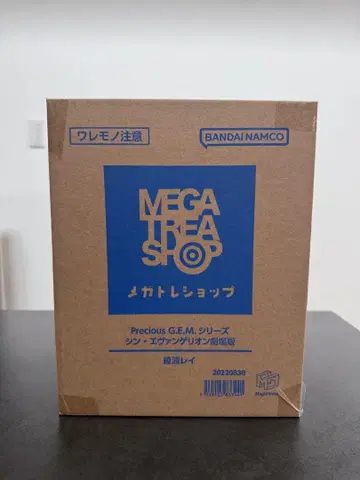 ワレモノ注意
BANDAI NAMCO
MEGA
TREA
SHOP
メガトレショップ
Precious G.E.M. シリーズ
シン・エヴァンゲリオン劇場版
綾波レイ
20230830